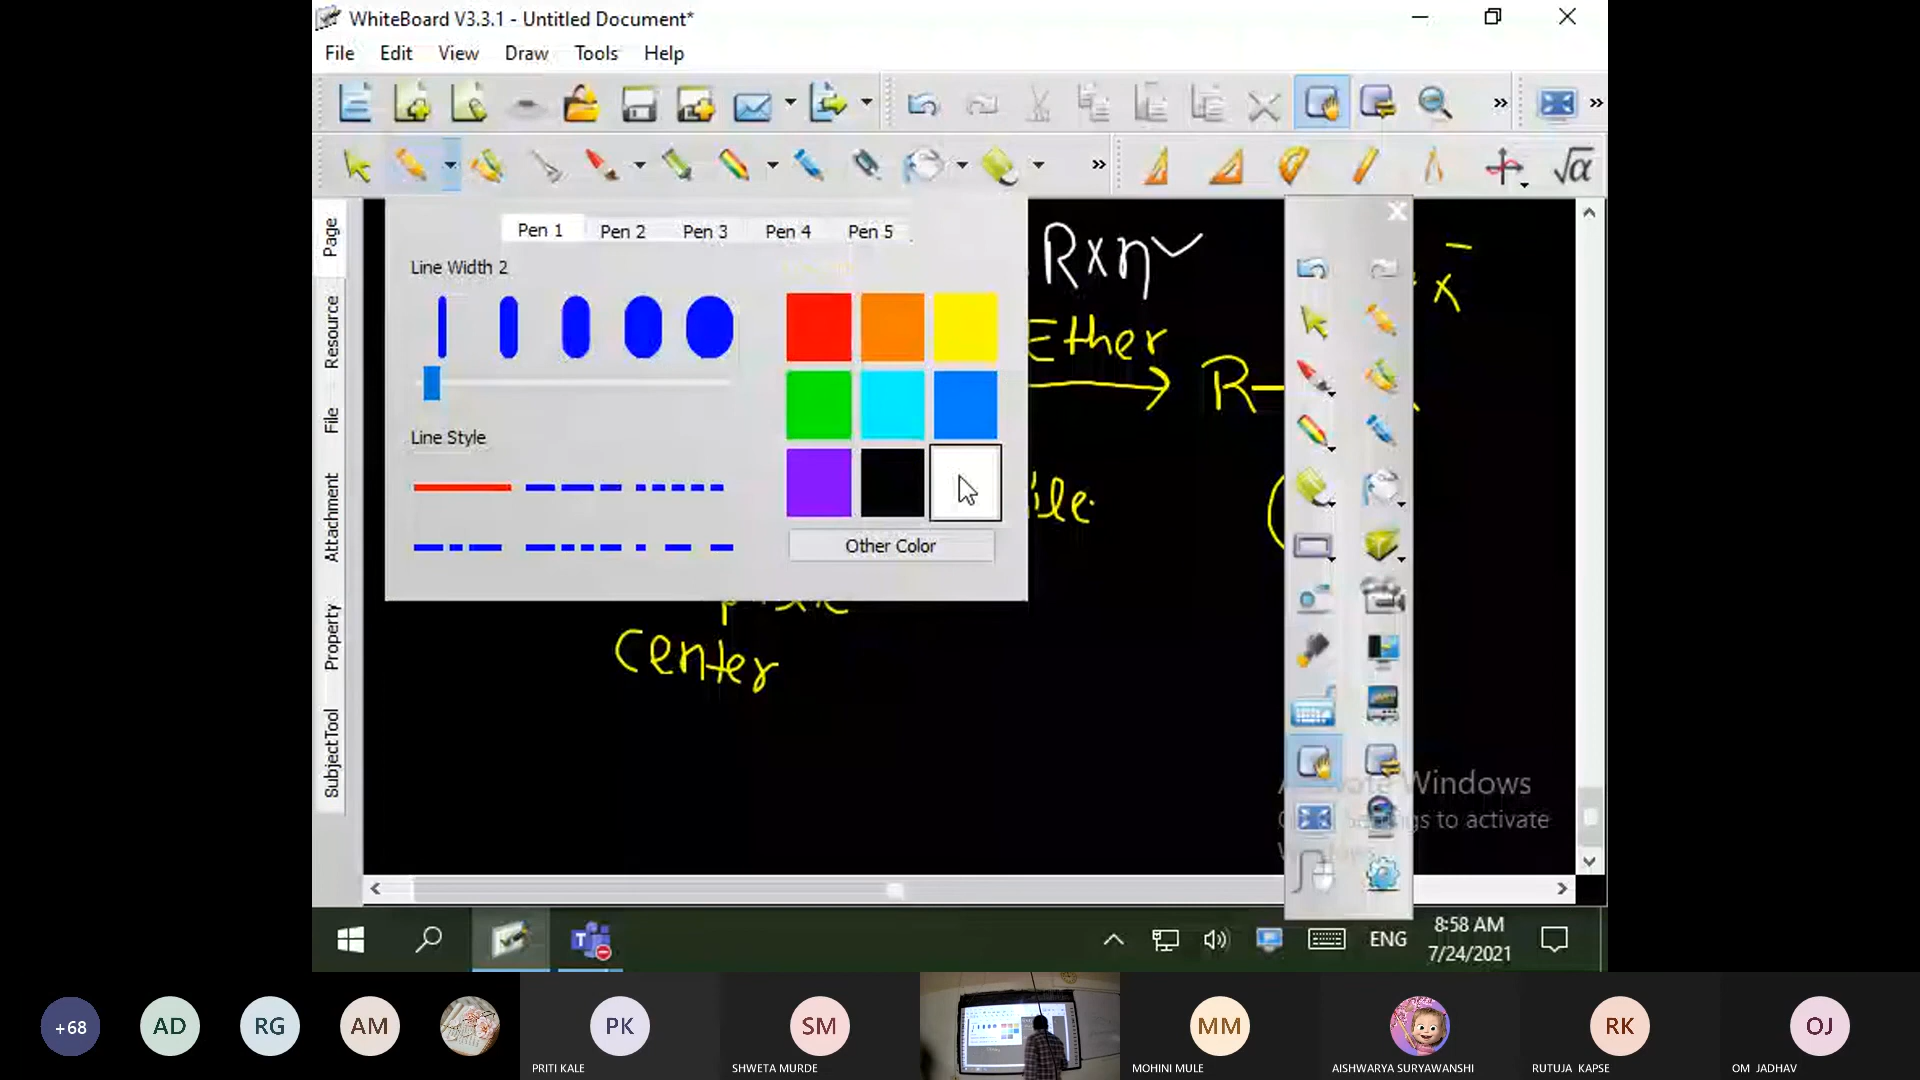 WhiteBoard V3.3.1 - Untitled Document*
File Edit View Draw Tools Help
Page
Resource
File
Attachment
Property
SubjectTool
Pen 1 Pen 2 Pen 3 Pen 4 Pen 5
Line Width 2
Line Style
Other Color
Rxn
Ether
R—
x
center
Windows
to activate
ENG
8:58 AM
7/24/2021
+68 AD RG AM PK SM MM RK OJ
PRITI KALE SHWETA MURDE MOHINI MULE AISHWARYA SURYAWANSHI RUTUJA KAPSE OM JADHAV